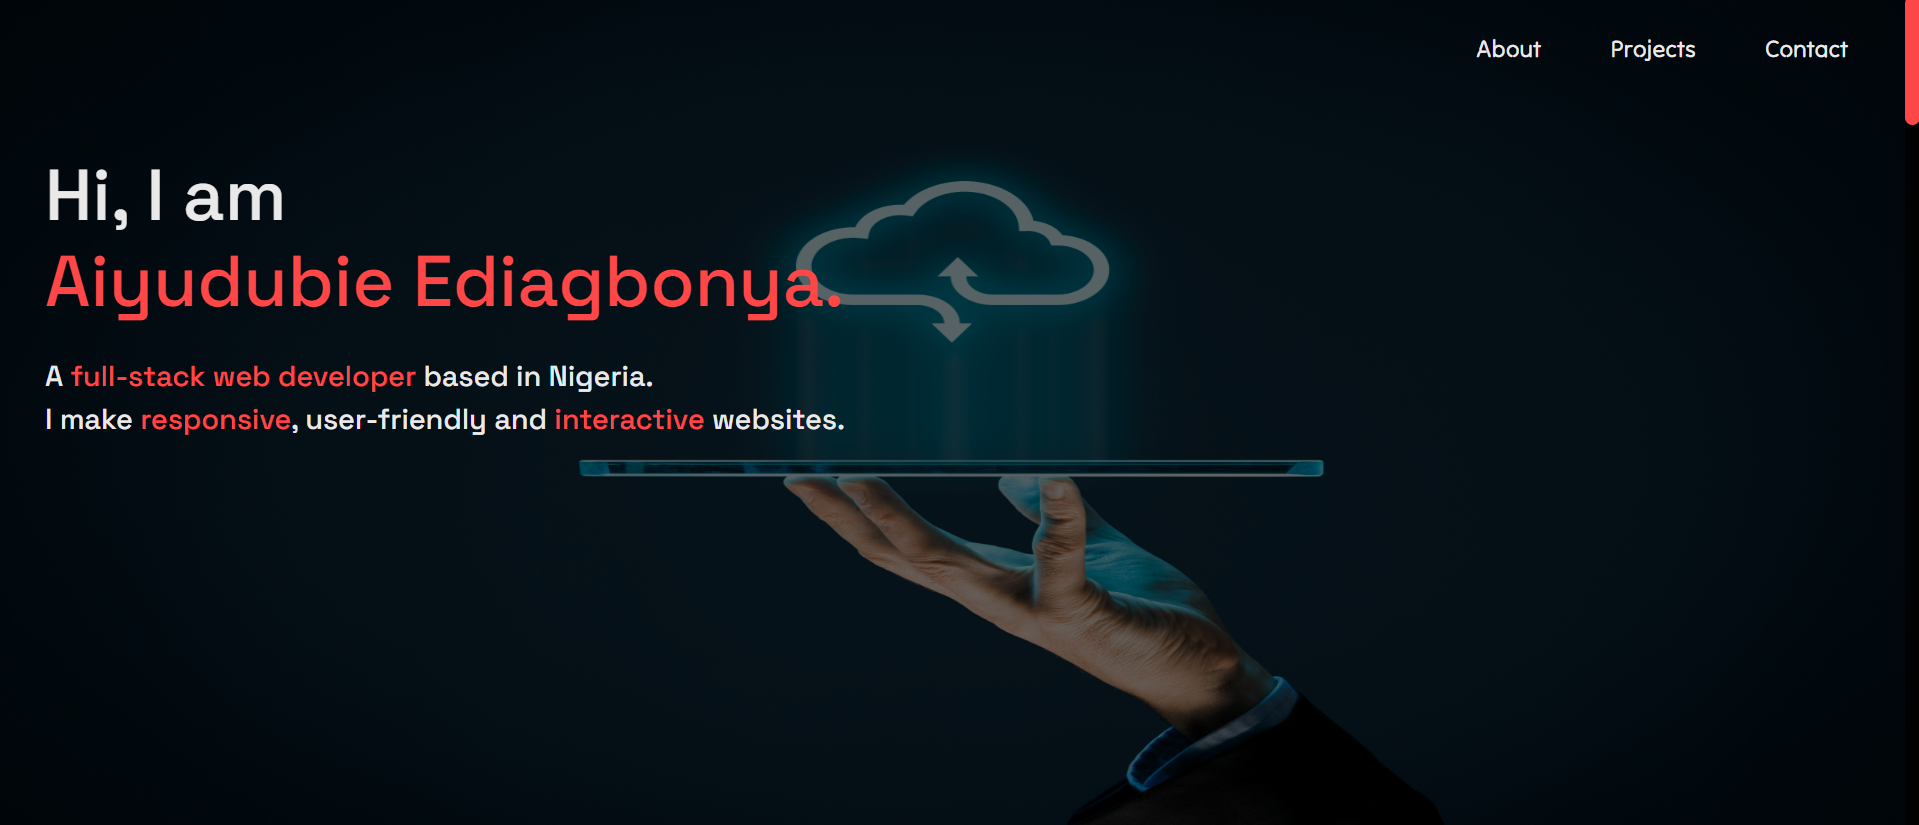 About Projects Contact
Hi, I am
Aiyudubie Ediagbonya.
A full-stack web developer based in Nigeria.
I make responsive, user-friendly and interactive websites.